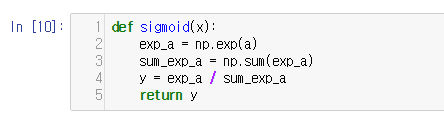 In [10]:
1 def sigmoid(x):
2 exp_a = np.exp(a)
3 sum_exp_a = np.sum(exp_a)
4 y = exp_a / sum_exp_a
5 return y